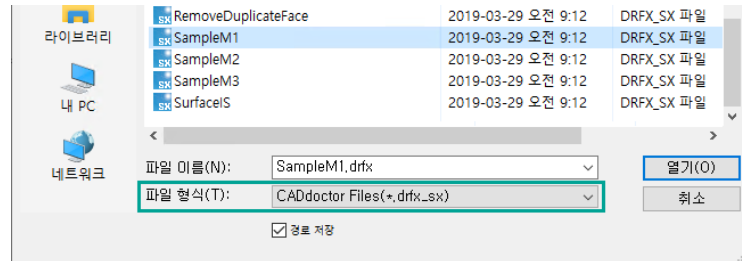 RemoveDuplicateFace 2019-03-29 오전 9:12 DRFX_SX 파일
라이브러리
SX SampleM1 2019-03-29 오전 9:12 DRFX_SX 파일
SX SampleM2 2019-03-29 오전 9:12 DRFX_SX 파일
SX SampleM3 2019-03-29 오전 9:12 DRFX_SX 파일
내 PC
SX SurfaceIS 2019-03-29 오전 9:12 DRFX_SX 파일
네트워크
파일 이름(N): SampleM1.drfx 열기(O)
파일 형식(T): CADdoctor Files(*.drfx_sx) 취소
경로 저장